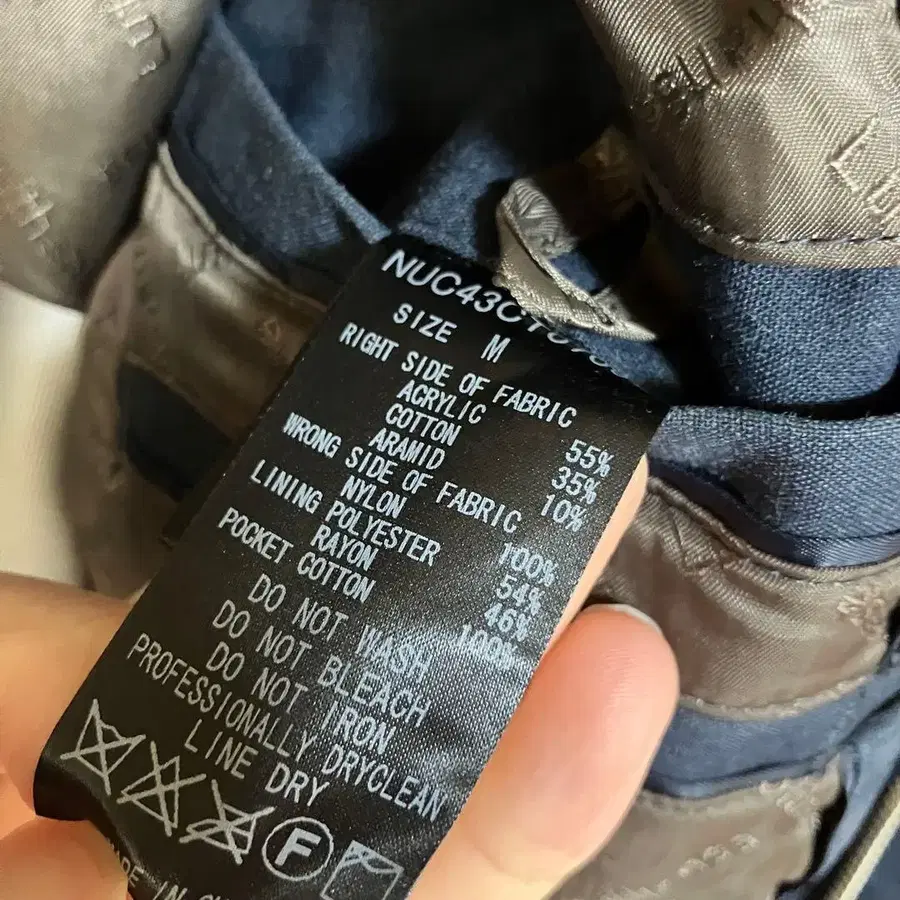 SIZE M
RIGHT SIDE OF FABRIC
ACRYLIC 55%
COTTON 35%
ARAMID 10%
WRONG SIDE OF FABRIC
NYLON 100%
LINING POLYESTER 54%
RAYON 46%
POCKET COTTON 100%
DO NOT WASH
DO NOT BLEACH
DO NOT IRON
PROFESSIONALLY DRYCLEAN
LINE DRY
F